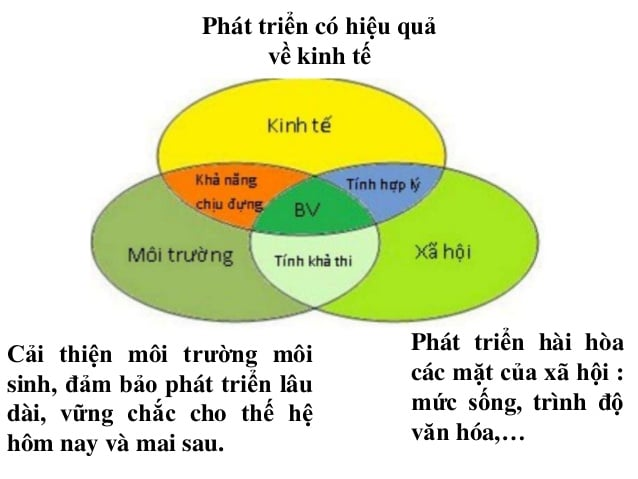 Phát triển có hiệu quả
về kinh tế
Kinh tế
Khả năng
chịu đựng
Tính hợp lý
BV
Môi trường
Tính khả thi
Xã hội
Cải thiện môi trường môi
sinh, đảm bảo phát triển lâu
dài, vững chắc cho thế hệ
hôm nay và mai sau.
Phát triển hài hòa
các mặt của xã hội :
mức sống, trình độ
văn hóa,…